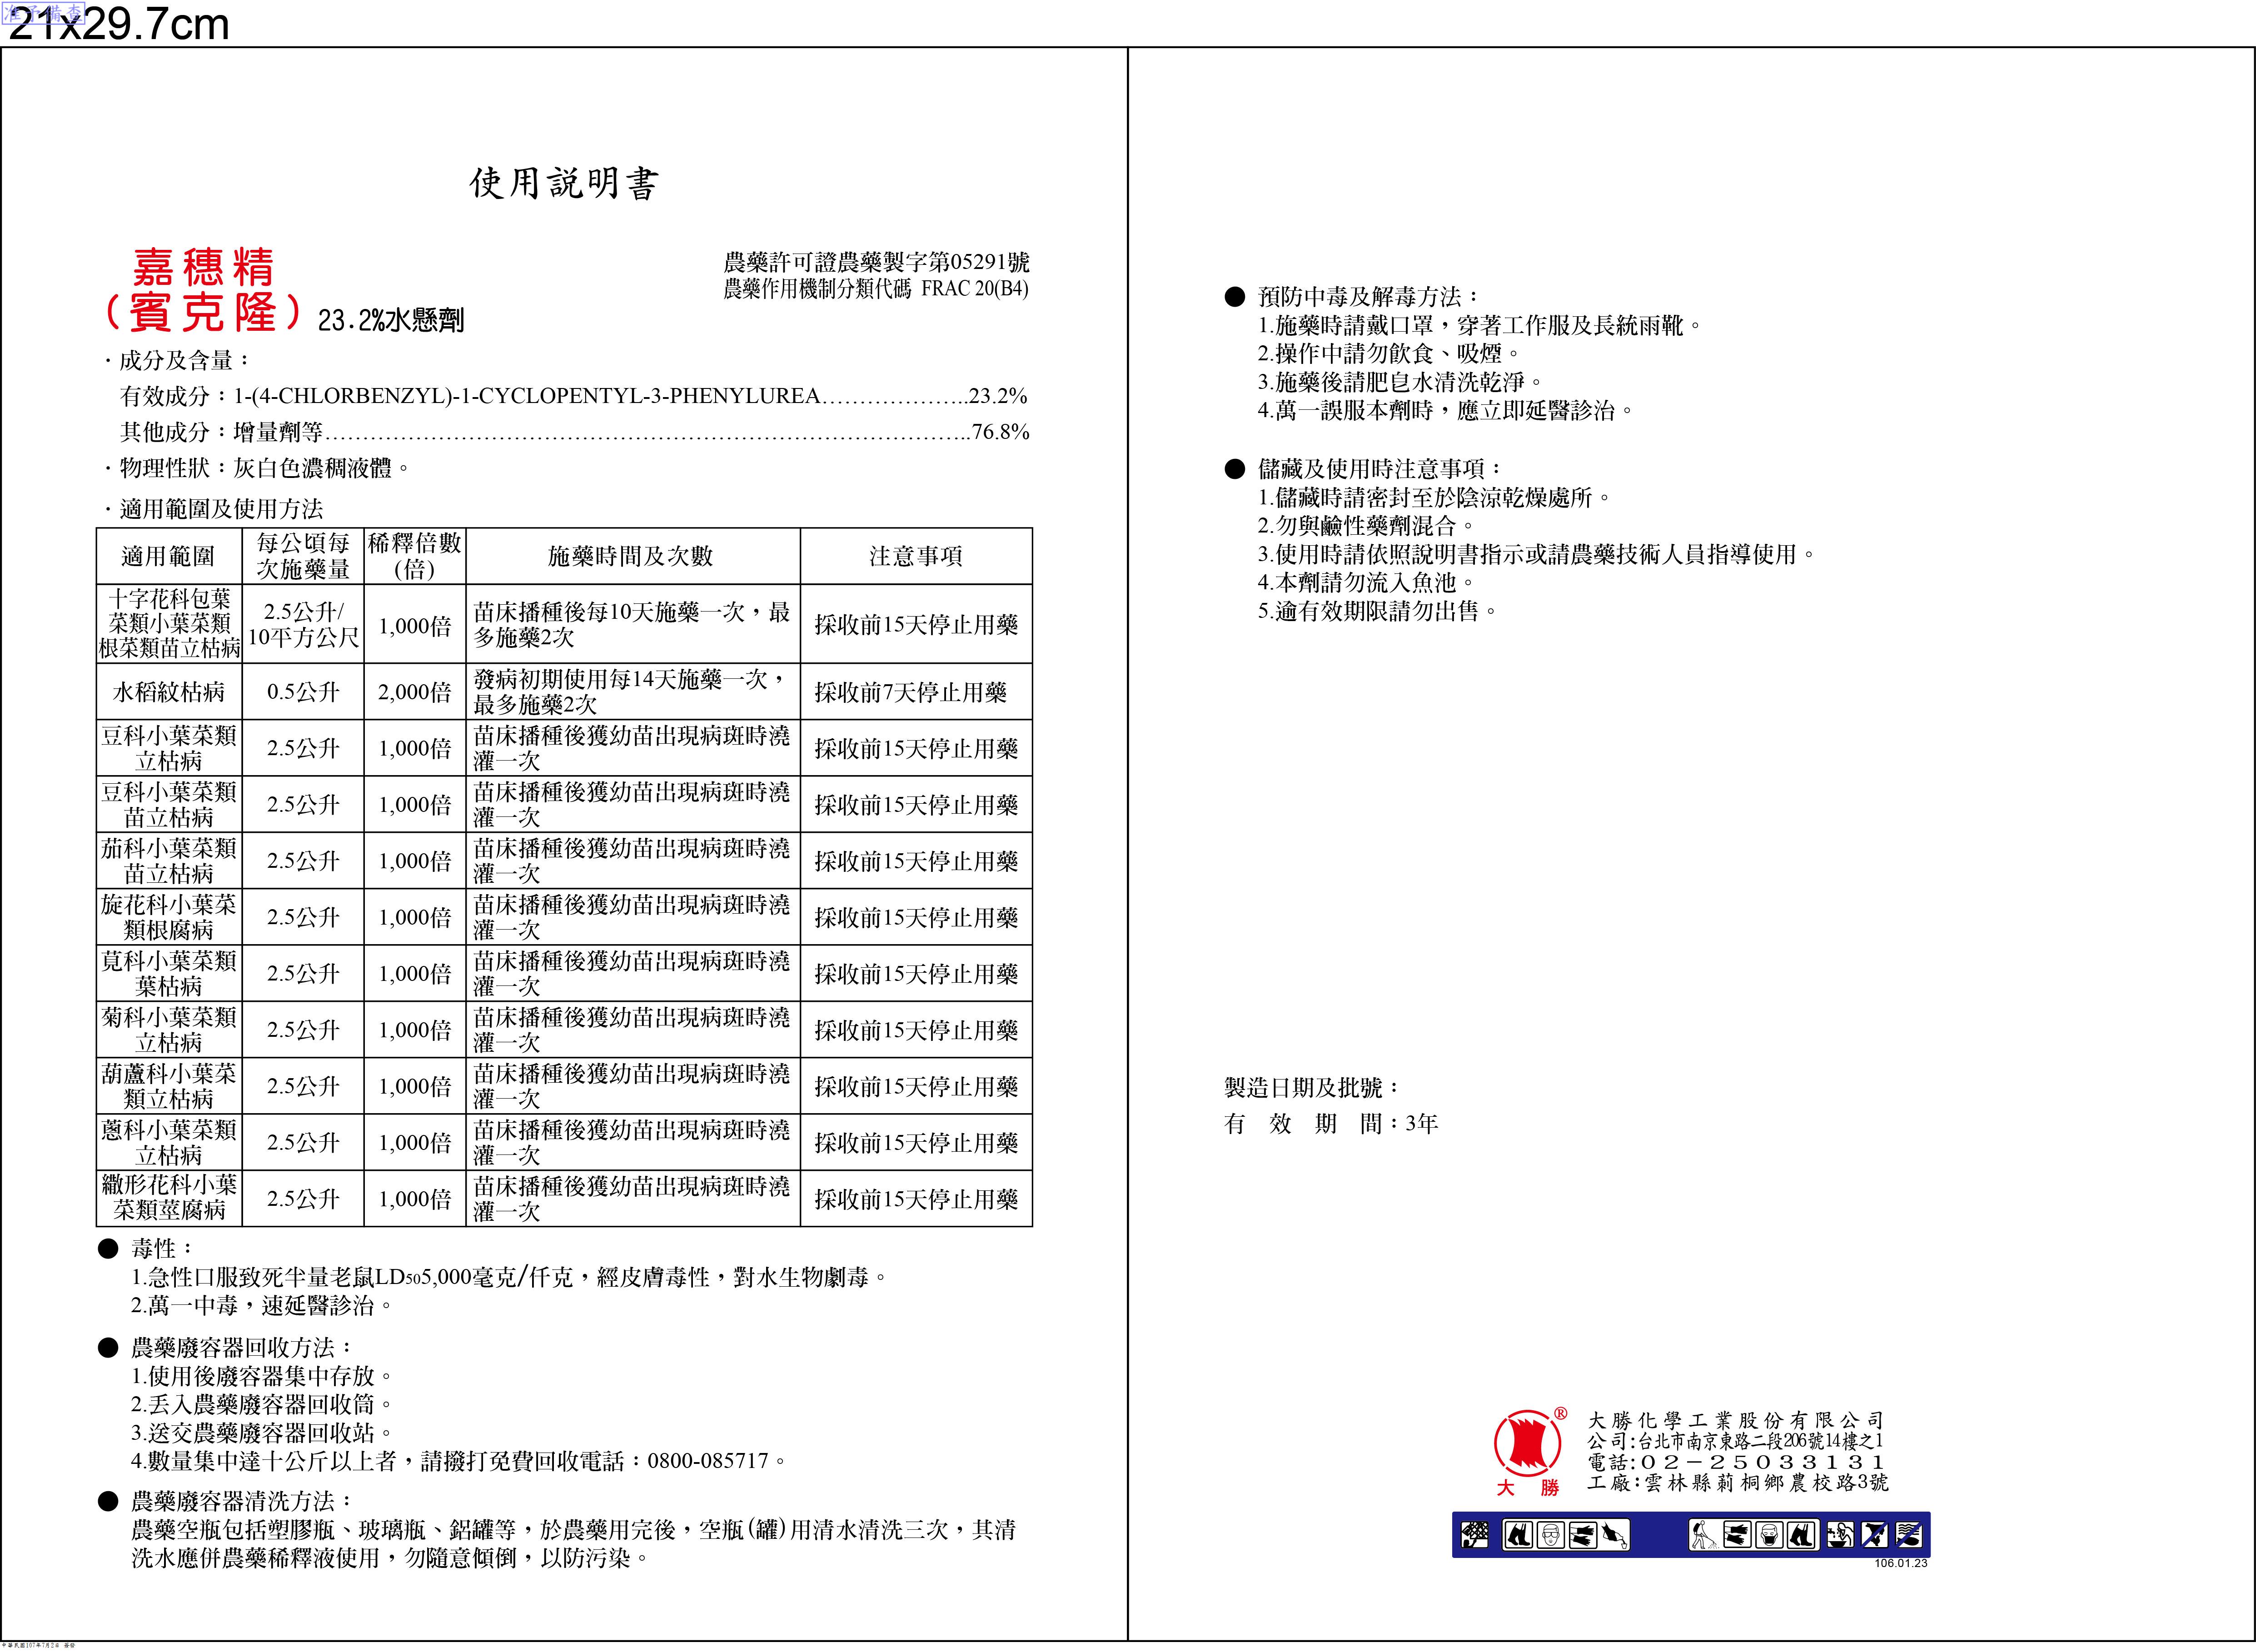 准予備查
21x29.7cm
使用説明書
嘉穗精
(賓克隆) 23.2%水懸劑
農藥許可證農藥製字第05291號
農藥作用機制分類代碼 FRAC 20(B4)
·成分及含量：
有效成分：1-(4-CHLORBENZYL)-1-CYCLOPENTYL-3-PHENYLUREA………………..23.2%
其他成分：增量劑等………………………………………………………………………..76.8%
·物理性狀：灰白色濃稠液體。
·適用範圍及使用方法
適用範圍 每公頃每次施藥量 稀釋倍數(倍) 施藥時間及次數 注意事項
十字花科包葉菜類小葉菜類根菜類苗立枯病 2.5公升/10平方公尺 1,000倍 苗床播種後每10天施藥一次，最多施藥2次 採收前15天停止用藥
水稻紋枯病 0.5公升 2,000倍 發病初期使用每14天施藥一次，最多施藥2次 採收前7天停止用藥
豆科小葉菜類立枯病 2.5公升 1,000倍 苗床播種後獲幼苗出現病斑時澆灌一次 採收前15天停止用藥
豆科小葉菜類苗立枯病 2.5公升 1,000倍 苗床播種後獲幼苗出現病斑時澆灌一次 採收前15天停止用藥
茄科小葉菜類苗立枯病 2.5公升 1,000倍 苗床播種後獲幼苗出現病斑時澆灌一次 採收前15天停止用藥
旋花科小葉菜類根腐病 2.5公升 1,000倍 苗床播種後獲幼苗出現病斑時澆灌一次 採收前15天停止用藥
莧科小葉菜類葉枯病 2.5公升 1,000倍 苗床播種後獲幼苗出現病斑時澆灌一次 採收前15天停止用藥
菊科小葉菜類立枯病 2.5公升 1,000倍 苗床播種後獲幼苗出現病斑時澆灌一次 採收前15天停止用藥
葫蘆科小葉菜類立枯病 2.5公升 1,000倍 苗床播種後獲幼苗出現病斑時澆灌一次 採收前15天停止用藥
蔥科小葉菜類立枯病 2.5公升 1,000倍 苗床播種後獲幼苗出現病斑時澆灌一次 採收前15天停止用藥
繖形花科小葉菜類莖腐病 2.5公升 1,000倍 苗床播種後獲幼苗出現病斑時澆灌一次 採收前15天停止用藥
● 毒性：
1.急性口服致死半量老鼠LD505,000毫克/仟克，經皮膚毒性，對水生物劇毒。
2.萬一中毒，速延醫診治。
● 農藥廢容器回收方法：
1.使用後廢容器集中存放。
2.丟入農藥廢容器回收筒。
3.送交農藥廢容器回收站。
4.數量集中達十公斤以上者，請撥打免費回收電話：0800-085717。
● 農藥廢容器清洗方法：
農藥空瓶包括塑膠瓶、玻璃瓶、鋁罐等，於農藥用完後，空瓶(罐)用清水清洗三次，其清
洗水應併農藥稀釋液使用，勿隨意傾倒，以防污染。
● 預防中毒及解毒方法：
1.施藥時請戴口罩，穿著工作服及長統雨靴。
2.操作中請勿飲食、吸煙。
3.施藥後請肥皂水清洗乾淨。
4.萬一誤服本劑時，應立即延醫診治。
● 儲藏及使用時注意事項：
1.儲藏時請密封至於陰涼乾燥處所。
2.勿與鹼性藥劑混合。
3.使用時請依照說明書指示或請農藥技術人員指導使用。
4.本劑請勿流入魚池。
5.逾有效期限請勿出售。
製造日期及批號：
有 效 期 間：3年
®
大 勝
大勝化學工業股份有限公司
公司:台北市南京東路二段206號14樓之1
電話:02－25033131
工廠:雲林縣莿桐鄉農校路3號
106.01.23
中華民國107年7月2日 簽發